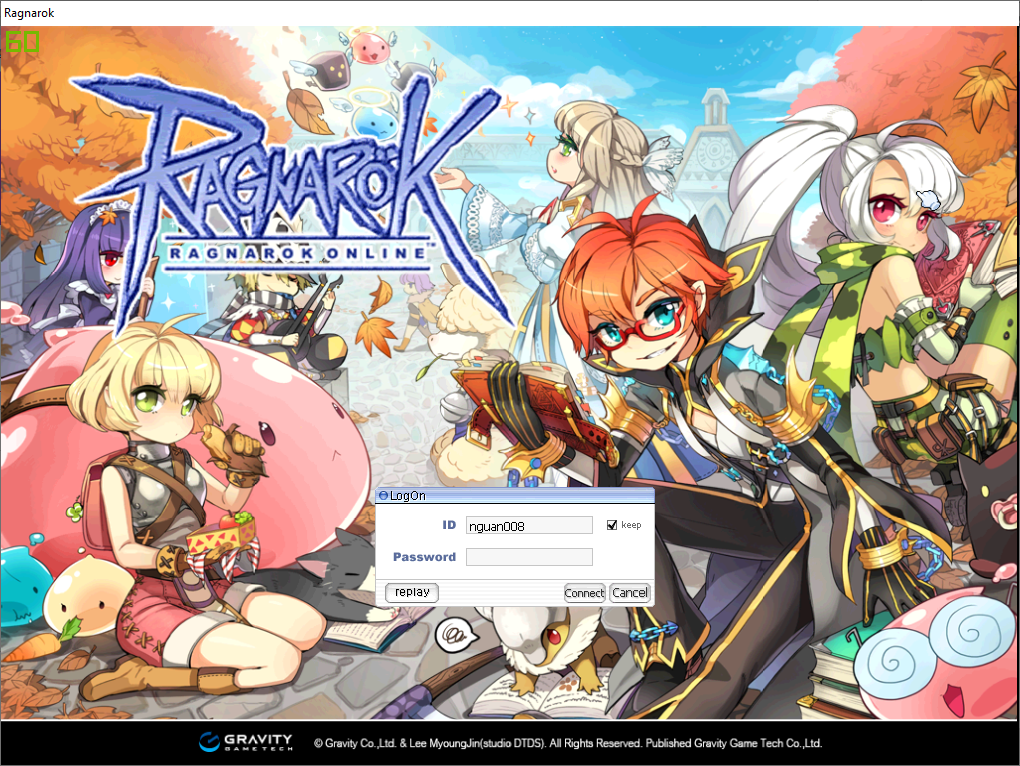 Ragnarok
60
RAGNARÖK
RAGNAROK ONLINE™
LogOn
ID nguan008 keep
Password
replay Connect Cancel
GRAVITY
GAME TECH
© Gravity Co.,Ltd. & Lee MyoungJin(studio DTDS). All Rights Reserved. Published Gravity Game Tech Co.,Ltd.